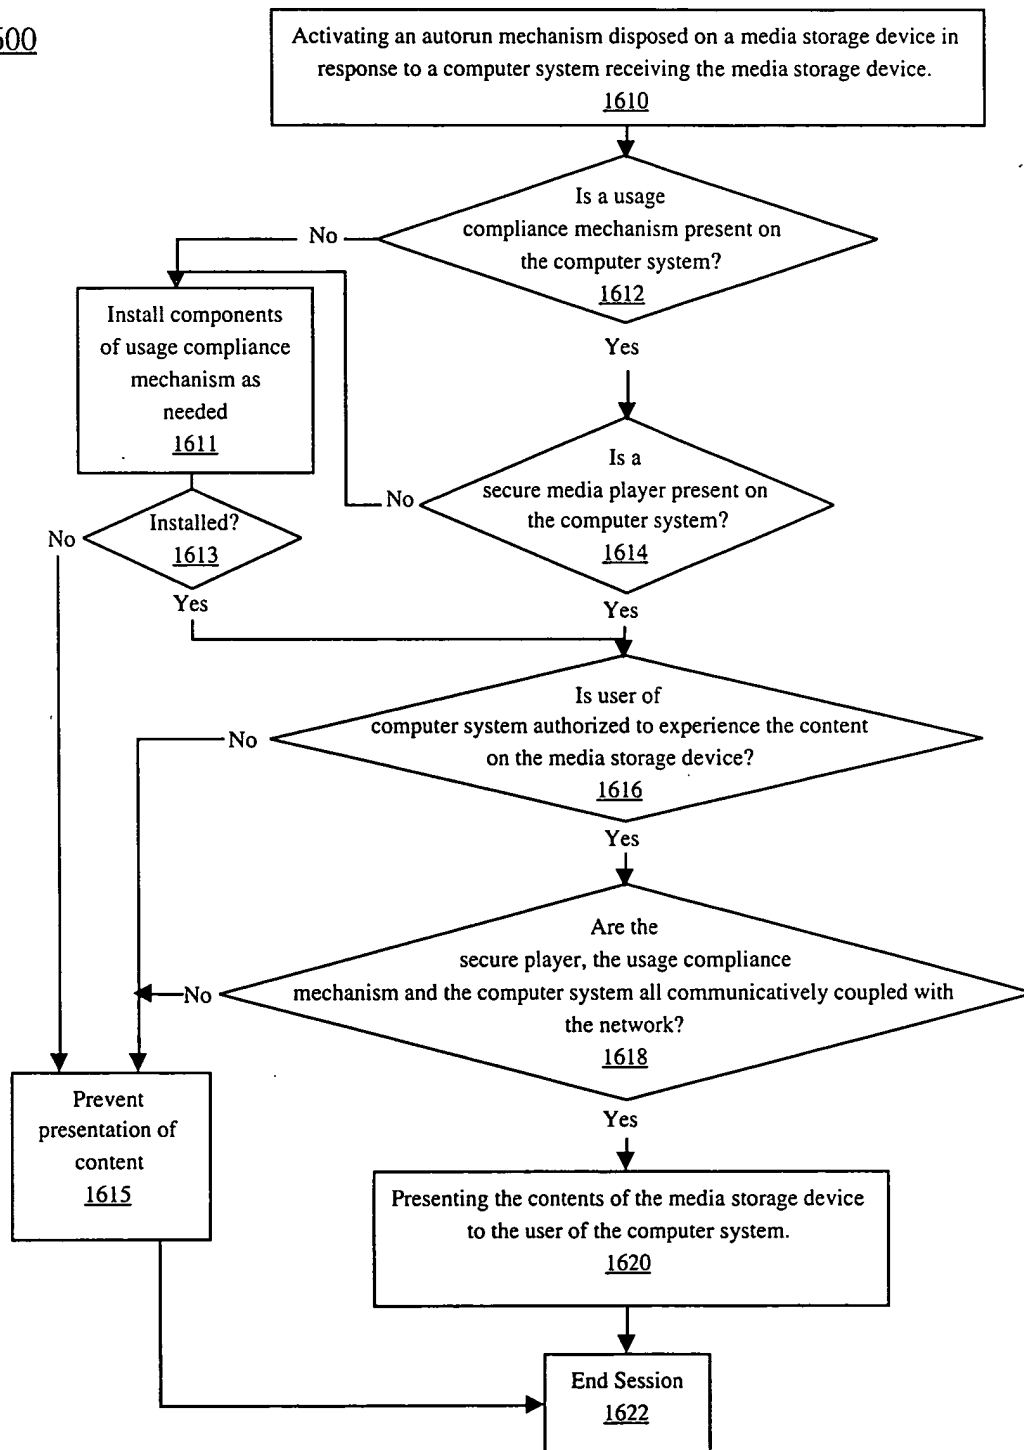 Activating an autorun mechanism disposed on a media storage device in
response to a computer system receiving the media storage device.
1610
Is a usage
compliance mechanism present on
the computer system?
1612
No
Yes
Install components
of usage compliance
mechanism as
needed
1611
Is a
secure media player present on
the computer system?
1614
No
Yes
Installed?
1613
No
Yes
Is user of
computer system authorized to experience the content
on the media storage device?
1616
No
Yes
Are the
secure player, the usage compliance
mechanism and the computer system all communicatively coupled with
the network?
1618
No
Yes
Prevent
presentation of
content
1615
Presenting the contents of the media storage device
to the user of the computer system.
1620
End Session
1622